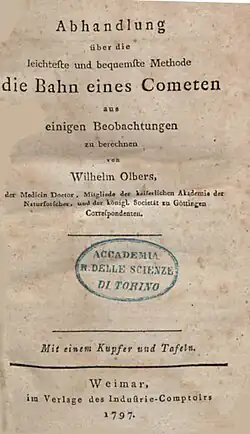 Abhandlung
über die
leichteste und bequemste Methode
die Bahn eines Cometen
aus
einigen Beobachtungen
zu berechnen
von
Wilhelm Olbers,
der Medicin Doctor, Mitgliede der kaiserlichen Akademie der
Naturforscher, und der königl. Societät zu Göttingen
Correspondenten.
ACCADEMIA
R. DELLE SCIENZE
DI TORINO
Mit einem Kupfer und Tafeln.
Weimar,
im Verlage des Industrie-Comptoirs
1797.